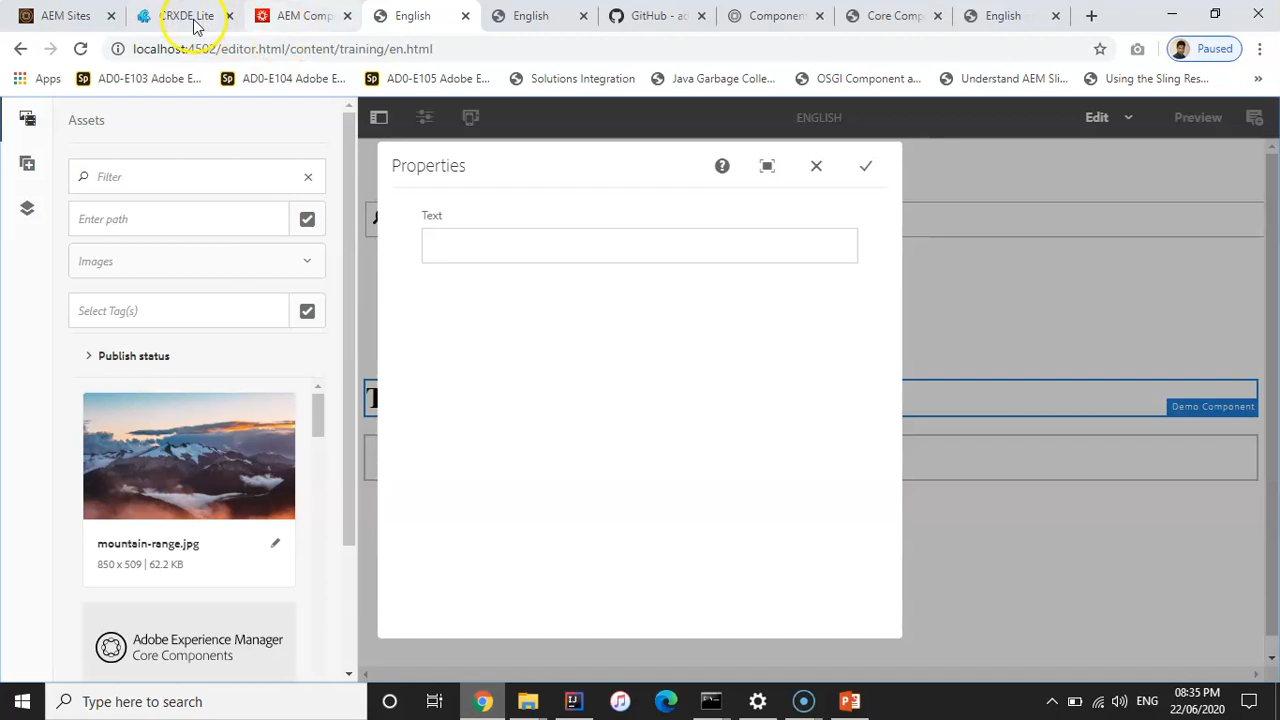 AEM Sites
CRXDE Lite
AEM Comp
English
English
GitHub - ad
Component
Core Comp
English
localhost:4502/editor.html/content/training/en.html
Paused
Apps
AD0-E103 Adobe E...
AD0-E104 Adobe E...
AD0-E105 Adobe E...
Solutions Integration
Java Garbage Colle...
OSGI Component a...
Understand AEM Sli...
Using the Sling Res...
»
Assets
ENGLISH
Edit
Preview
Properties
Filter
Text
Enter path
Images
Select Tag(s)
Publish status
T
Demo Component
mountain-range.jpg
850 x 509 | 62.2 KB
Adobe Experience Manager
Core Components
Type here to search
ENG
08:35 PM
22/06/2020